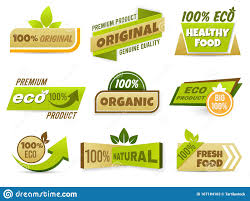 100% ORIGINAL
PREMIUM PRODUCT
ORIGINAL
GENUINE QUALITY
100% ECO
HEALTHY
FOOD
PREMIUM
eco 100%
PRODUCT
100%
ORGANIC
ECO
PRODUCT
BIO
100%
100%
ECO
100% NATURAL
100%
FRESH
FOOD
dreamstime.com